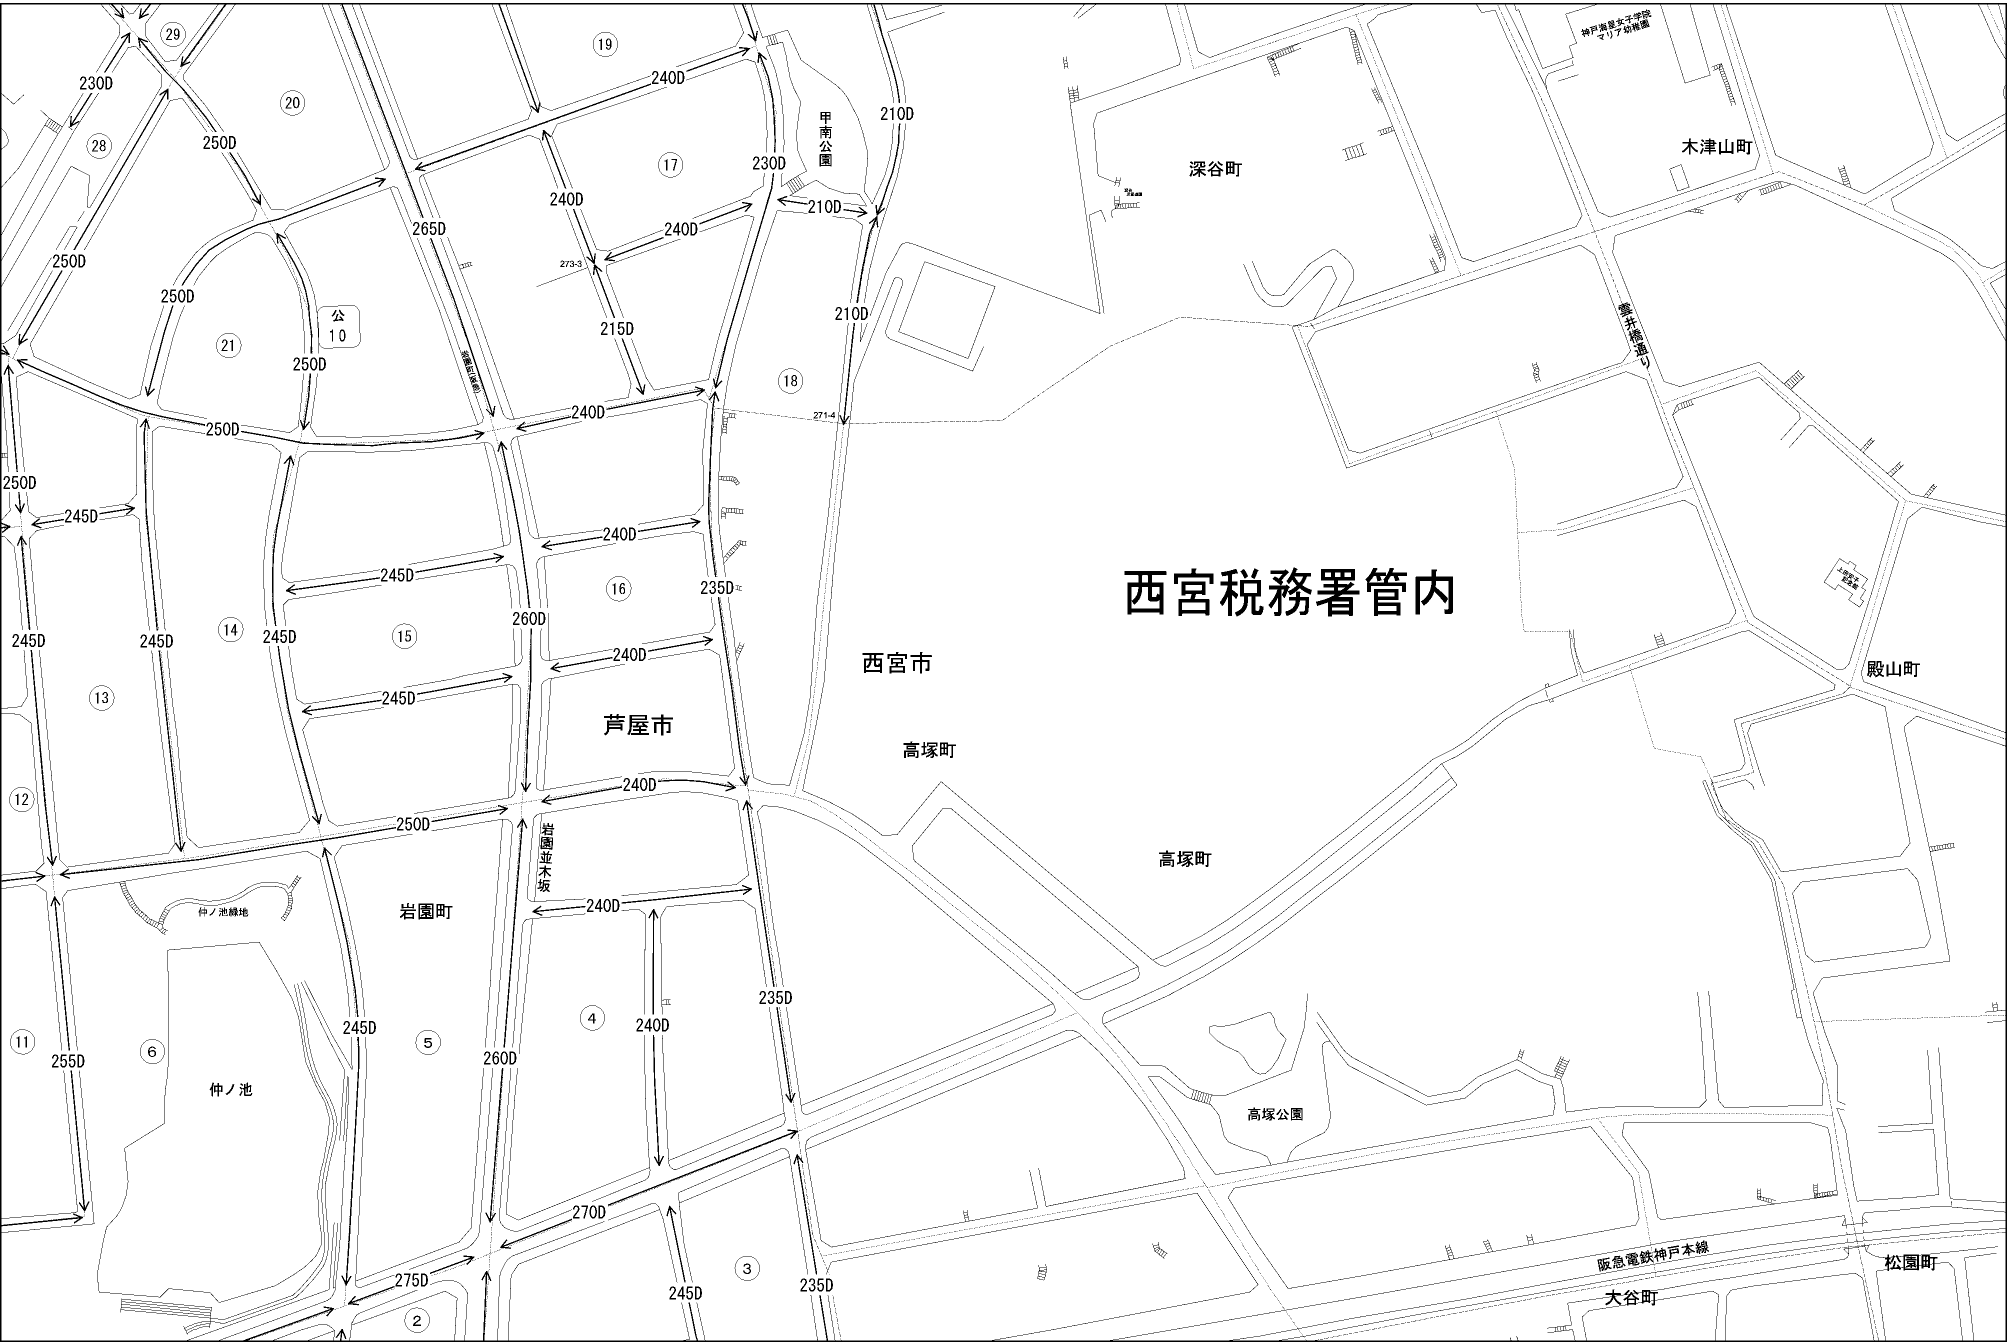 29
19
神戸海星女子学院
マリア幼稚園
230D
240D
20
210D
甲南公園
28
250D
17
230D
木津山町
深谷町
240D
210D
265D
240D
250D
273-3
250D
公
10
210D
215D
雲井橋通り
21
250D
18
240D
271-4
250D
250D
245D
240D
245D
16
235D
西宮税務署管内
260D
14
15
245D
245D
245D
240D
西宮市
殿山町
13
245D
芦屋市
高塚町
12
240D
250D
岩園並木坂
高塚町
240D
岩園町
仲ノ池緑地
235D
4
240D
245D
11
6
5
255D
260D
仲ノ池
高塚公園
270D
阪急電鉄神戸本線
松園町
3
275D
235D
245D
大谷町
2